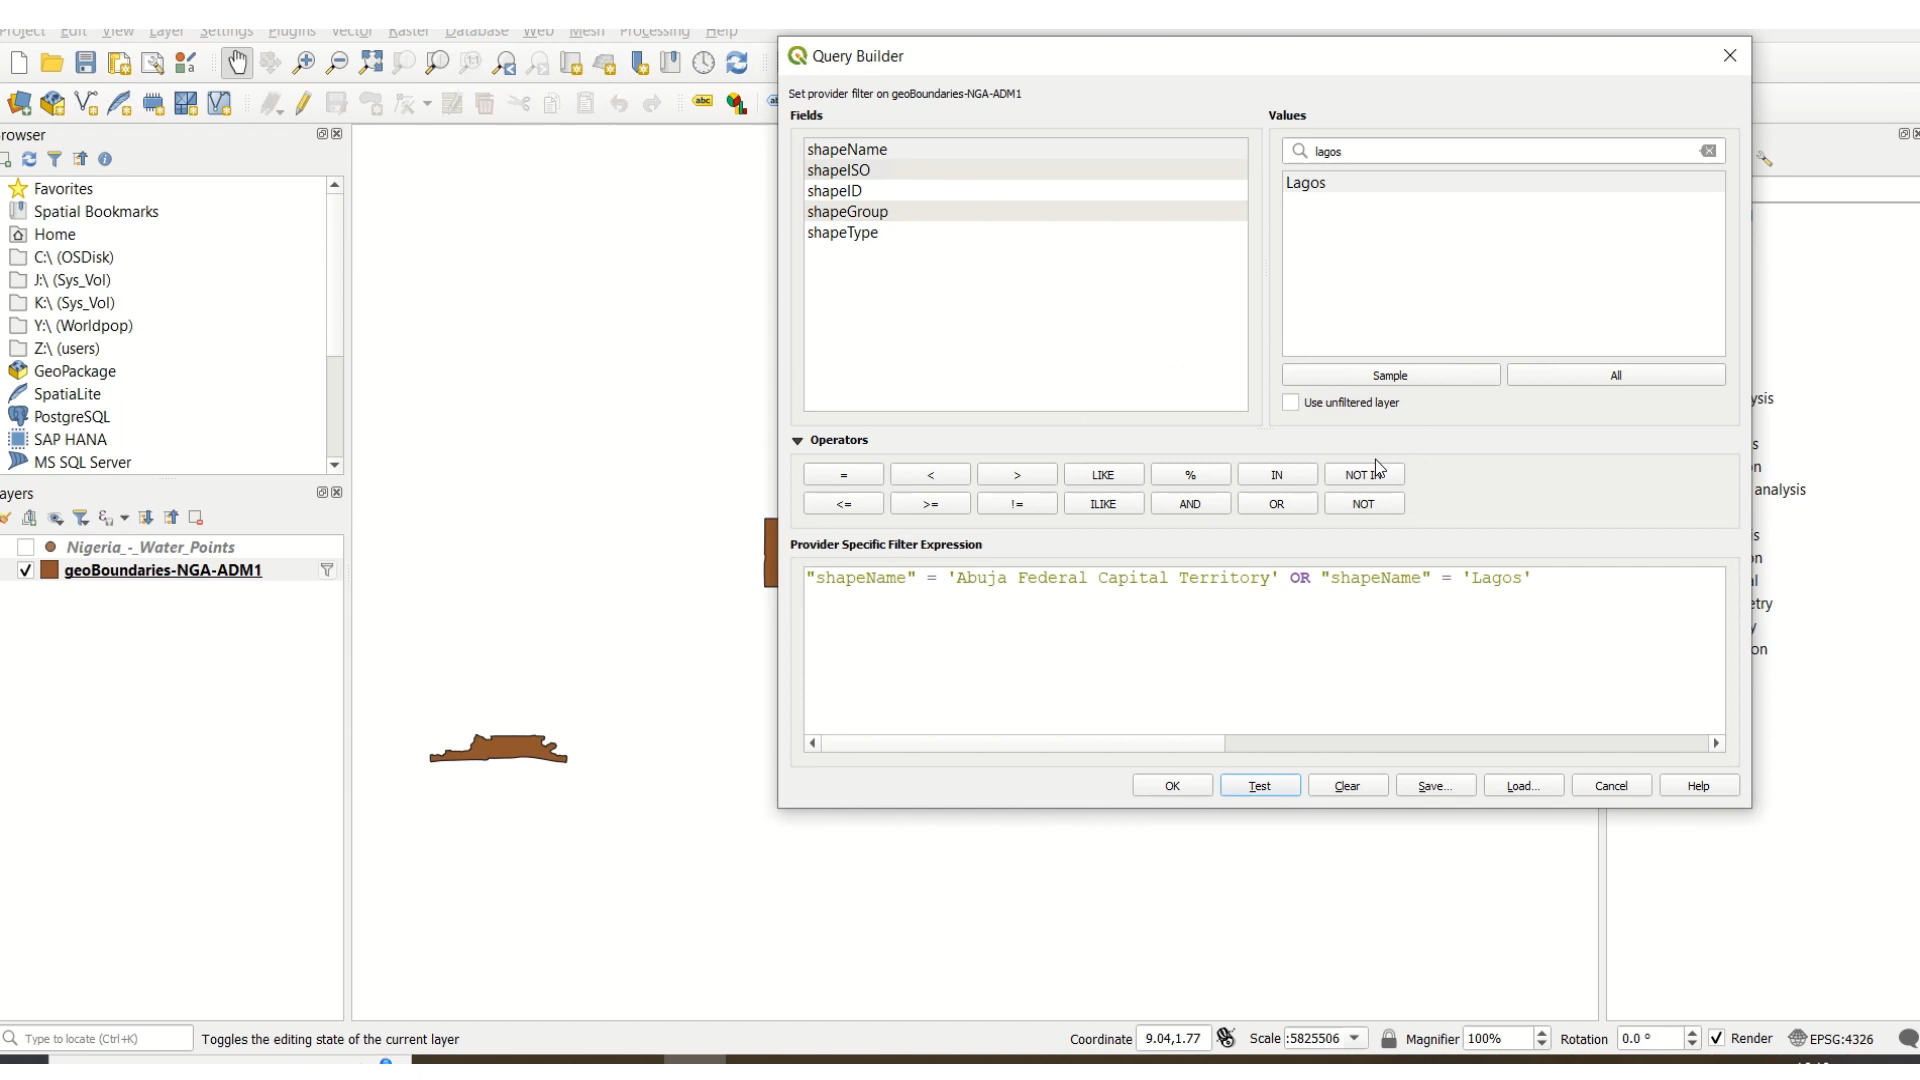 Project Edit View Layer Settings Plugins Vector Raster Database Web Mesh Processing Help
Query Builder
Set provider filter on geoBoundaries-NGA-ADM1
Fields
Values
shapeName
shapeISO
shapeID
shapeGroup
shapeType
lagos
Lagos
Sample
All
Use unfiltered layer
Operators
= < > LIKE % IN NOT IN
<= >= != ILIKE AND OR NOT
Provider Specific Filter Expression
"shapeName" = 'Abuja Federal Capital Territory' OR "shapeName" = 'Lagos'
OK Test Clear Save... Load... Cancel Help
abc
rowser
Favorites
Spatial Bookmarks
Home
C:\ (OSDisk)
J:\ (Sys_Vol)
K:\ (Sys_Vol)
Y:\ (Worldpop)
Z:\ (users)
GeoPackage
SpatiaLite
PostgreSQL
SAP HANA
MS SQL Server
ayers
Nigeria_-_Water_Points
geoBoundaries-NGA-ADM1
ysis
s
n
analysis
s
n
al
etry
y
on
Type to locate (Ctrl+K)
Toggles the editing state of the current layer
Coordinate 9.04,1.77 Scale :5825506 Magnifier 100% Rotation 0.0 ° Render EPSG:4326